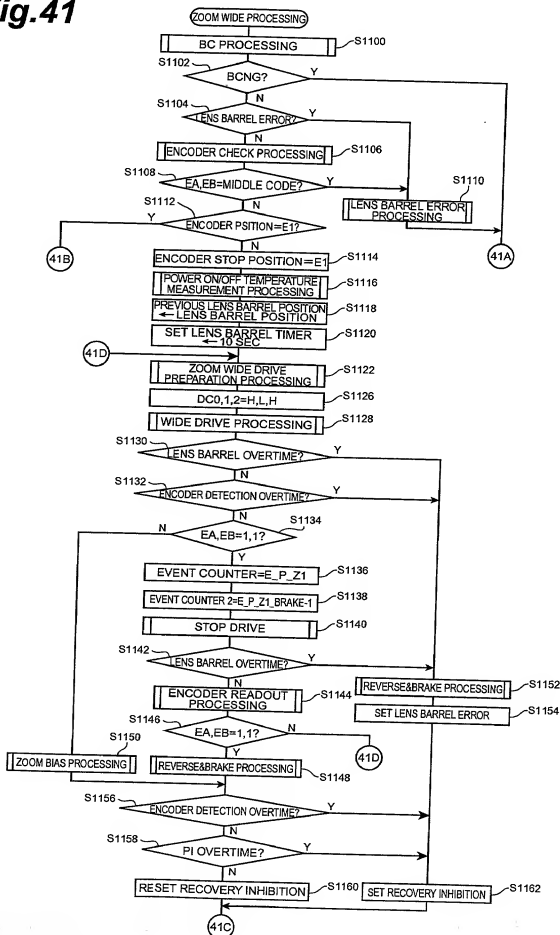 Fig.41
ZOOM WIDE PROCESSING
BC PROCESSING
S1100
S1102
BCNG?
Y
N
S1104
LENS BARREL ERROR?
Y
N
ENCODER CHECK PROCESSING
S1106
S1108
EA,EB=MIDDLE CODE?
Y
N
S1110
LENS BARREL ERROR
PROCESSING
S1112
Y
ENCODER PSITION=E1?
N
41B
41A
ENCODER STOP POSITION=E1
S1114
POWER ON/OFF TEMPERATURE
MEASUREMENT PROCESSING
S1116
PREVIOUS LENS BARREL POSITION
← LENS BARREL POSITION
S1118
SET LENS BARREL TIMER
← 10 SEC
S1120
41D
ZOOM WIDE DRIVE
PREPARATION PROCESSING
S1122
DC0,1,2=H,L,H
S1126
WIDE DRIVE PROCESSING
S1128
S1130
LENS BARREL OVERTIME?
Y
N
S1132
ENCODER DETECTION OVERTIME?
Y
N
S1134
N
EA,EB=1,1?
Y
EVENT COUNTER=E_P_Z1
S1136
EVENT COUNTER 2=E_P_Z1_BRAKE-1
S1138
STOP DRIVE
S1140
S1142
LENS BARREL OVERTIME?
Y
N
ENCODER READOUT
PROCESSING
S1144
REVERSE&BRAKE PROCESSING
S1152
SET LENS BARREL ERROR
S1154
S1146
EA,EB=1,1?
N
Y
41D
S1150
ZOOM BIAS PROCESSING
REVERSE&BRAKE PROCESSING
S1148
S1156
ENCODER DETECTION OVERTIME?
Y
N
S1158
PI OVERTIME?
Y
N
RESET RECOVERY INHIBITION
S1160
SET RECOVERY INHIBITION
S1162
41C